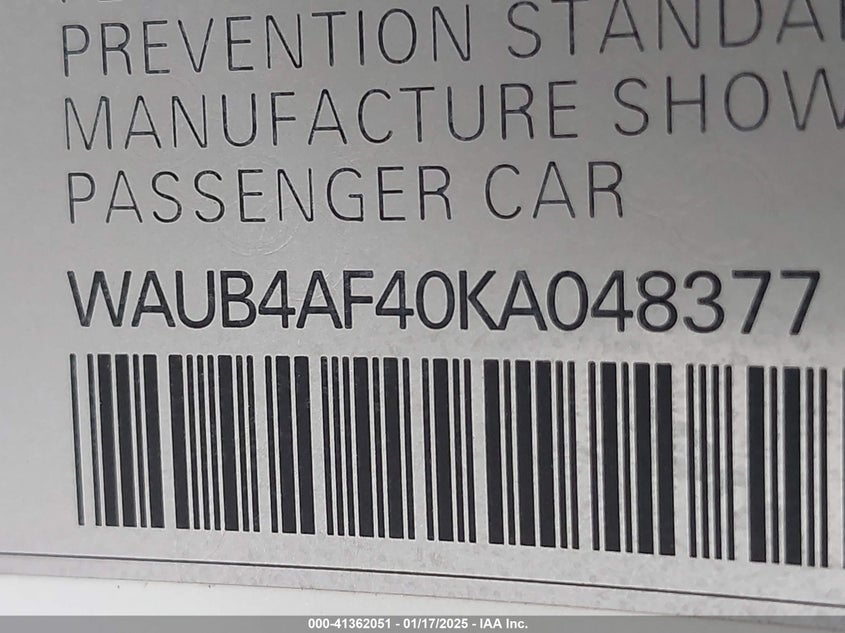 PREVENTION STANDA
MANUFACTURE SHOW
PASSENGER CAR
WAUB4AF40KA048377
000-41362051 - 01/17/2025 - IAA Inc.